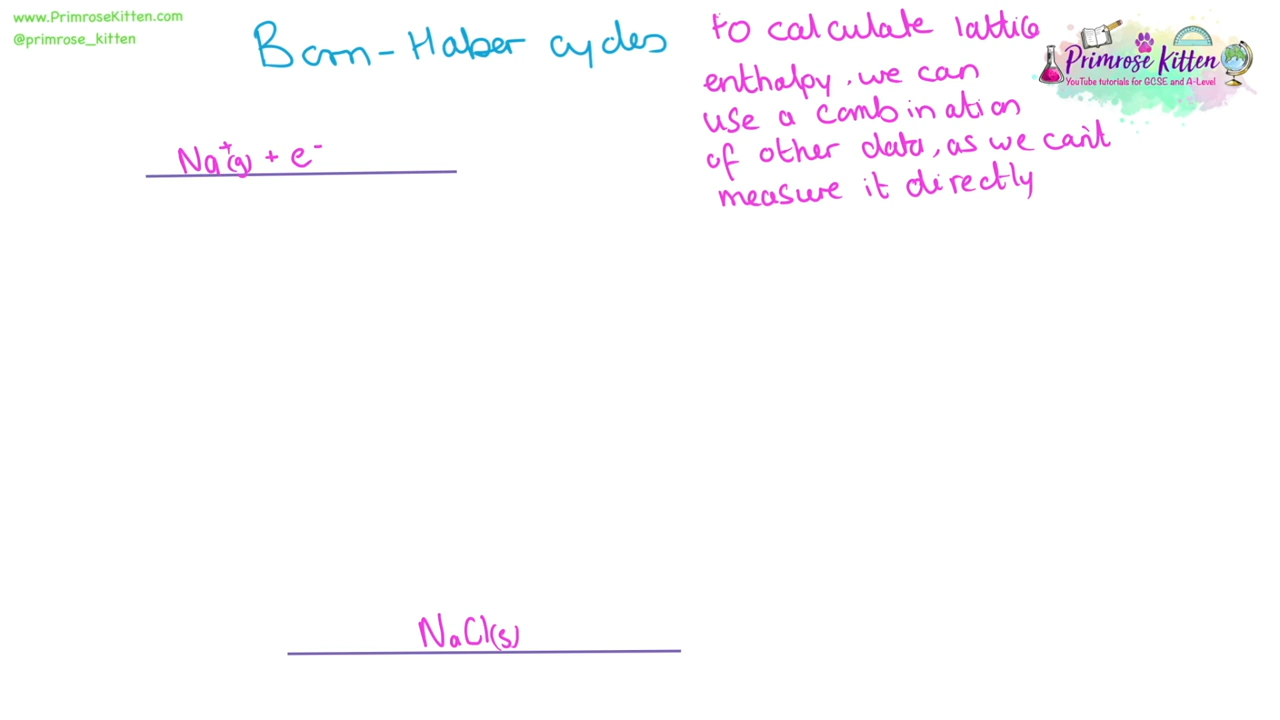 www.PrimroseKitten.com
@primrose_kitten
Born-Haber cycles
to calculate lattice
enthalpy, we can
use a combination
of other data, as we can't
measure it directly
Primrose Kitten
YouTube tutorials for GCSE and A-Level
Na⁺(g) + e⁻
NaCl(s)